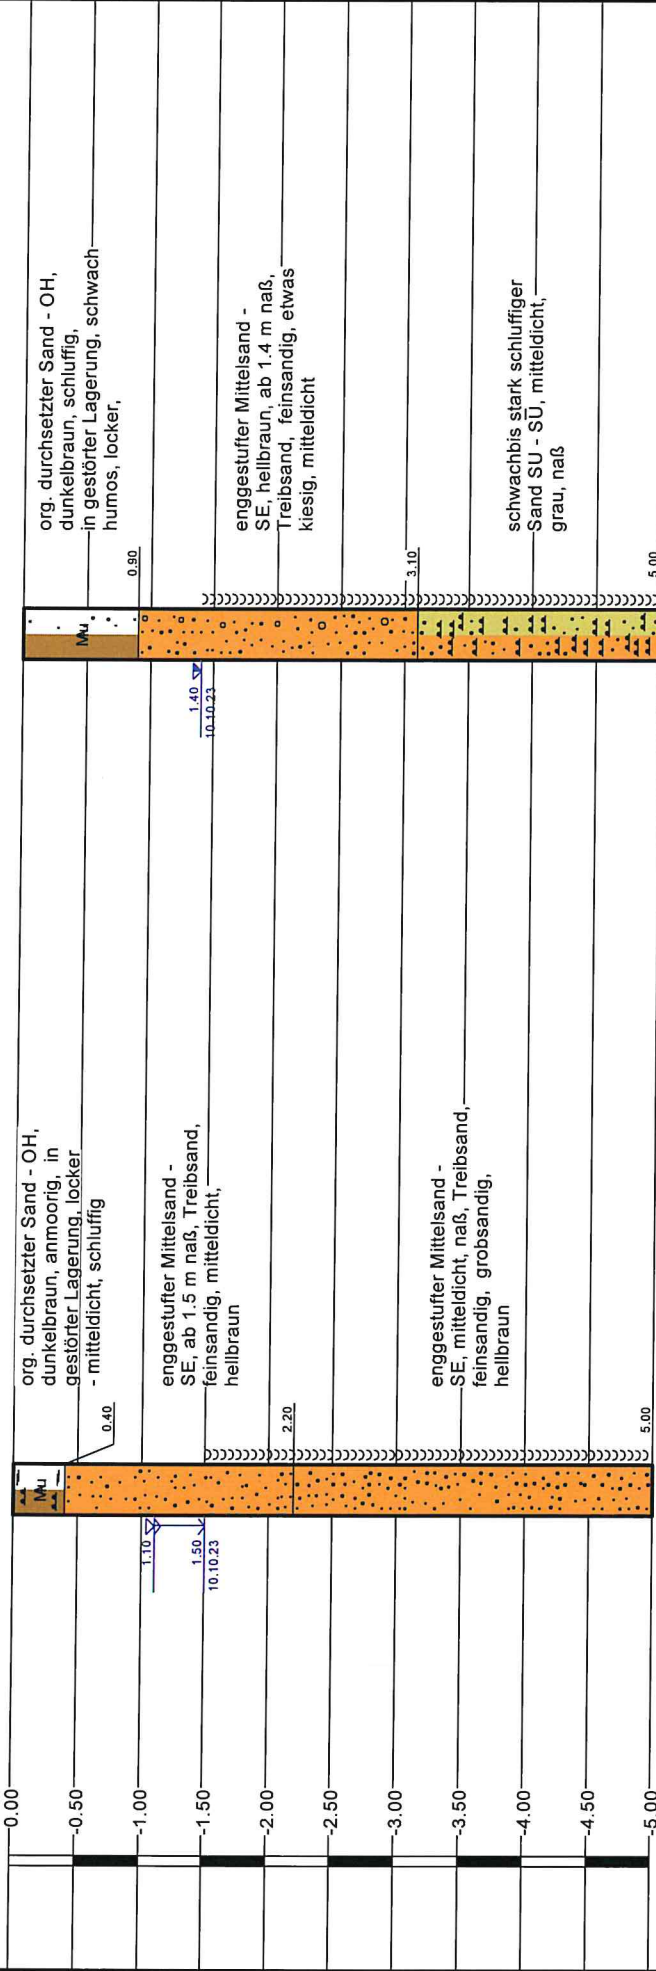 0.00
-0.50
-1.00
-1.50
-2.00
-2.50
-3.00
-3.50
-4.00
-4.50
-5.00
1.10
1.50
10.10.23
Mu
0.40
2.20
5.00
org. durchsetzter Sand - OH,
dunkelbraun, anmoorig, in
gestörter Lagerung, locker
- mitteldicht, schluffig
enggestufter Mittelsand -
SE, ab 1.5 m naß, Treibsand,
feinsandig, mitteldicht,
hellbraun
enggestufter Mittelsand -
SE, mitteldicht, naß, Treibsand,
feinsandig, grobsandig,
hellbraun
1.40
10.10.23
Mu
0.90
3.10
5.00
org. durchsetzter Sand - OH,
dunkelbraun, schluffig,
in gestörter Lagerung, schwach
humos, locker,
enggestufter Mittelsand -
SE, hellbraun, ab 1.4 m naß,
Treibsand, feinsandig, etwas
kiesig, mitteldicht
schwachbis stark schluffiger
Sand SU - SŪ, mitteldicht,
grau, naß